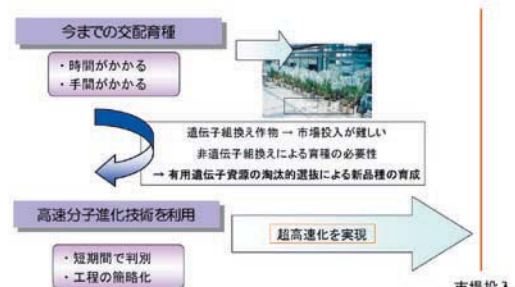 今までの交配育種
・時間がかかる
・手間がかかる
遺伝子組換え作物 → 市場投入が難しい
非遺伝子組換えによる育種の必要性
→ 有用遺伝子資源の淘汰的選抜による新品種の育成
高速分子進化技術を利用
超高速化を実現
・短期間で判別
・工程の簡略化
市場投入